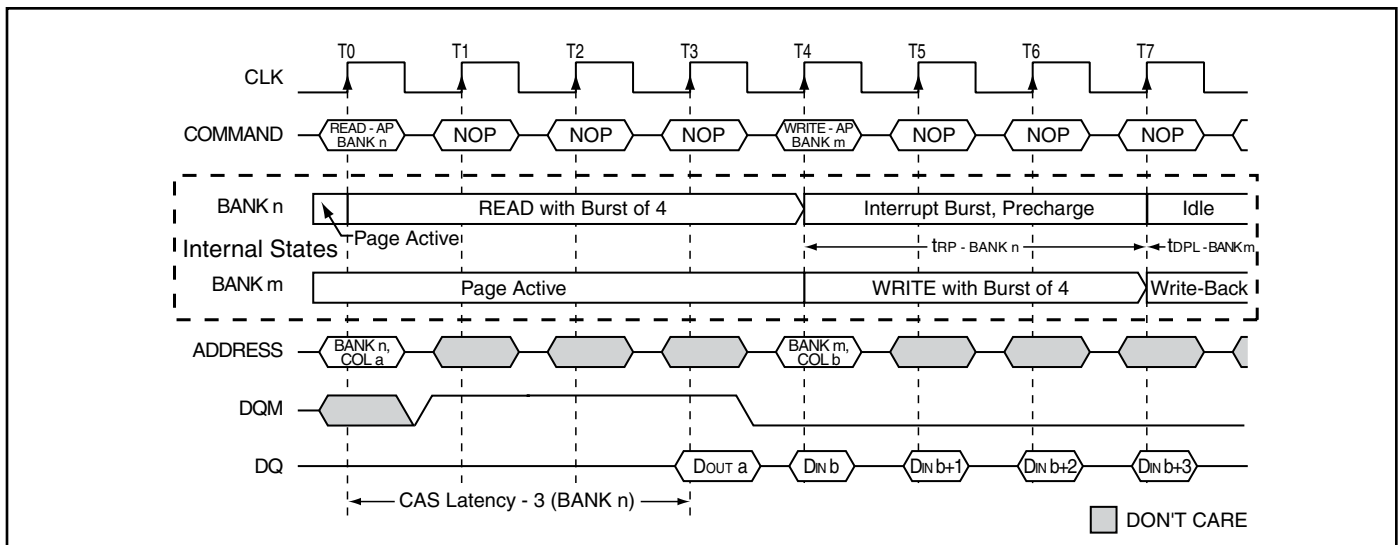 T0 T1 T2 T3 T4 T5 T6 T7
CLK
COMMAND READ - AP BANK n NOP NOP NOP WRITE - AP BANK m NOP NOP NOP
BANK n READ with Burst of 4 Interrupt Burst, Precharge Idle
Page Active tRP - BANK n tDPL - BANK m
Internal States
BANK m Page Active WRITE with Burst of 4 Write-Back
ADDRESS BANK n, COL a BANK m, COL b
DQM
DQ DOUT a DIN b DIN b+1 DIN b+2 DIN b+3
CAS Latency - 3 (BANK n)
DON'T CARE